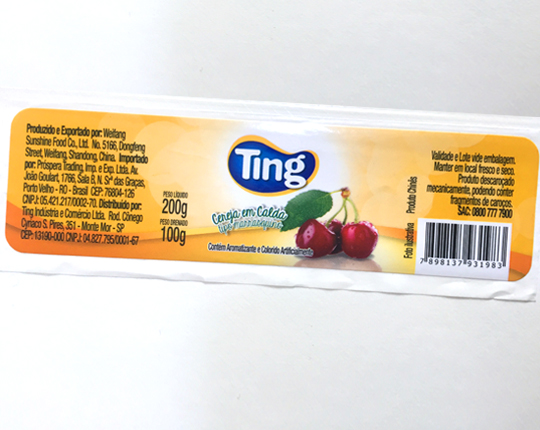 Produzido e Exportado por: Weifang
Sunshine Food Co., Ltd. No. 5166, Dongfeng
Street, Weifang, Shandong, China. Importado
por: Próspera Trading, Imp. e Exp. Ltda. Av.
João Goulart, 1766, Sala B, N. Srª das Graças,
Porto Velho - RO - Brasil CEP: 76804-126
CNPJ: 05.421.217/0002-70. Distribuído por:
Ting Indústria e Comércio Ltda. Rod. Cônego
Cyriaco S. Pires, 351 - Monte Mor - SP
CEP: 13190-000 CNPJ: 04.827.795/0001-67
PESO LÍQUIDO
200g
PESO DRENADO
100g
Ting
Cereja em Calda
tipo marrasquino
Contém Aromatizante e Colorido Artificialmente
Validade e Lote vide embalagem.
Manter em local fresco e seco.
Produto descaroçado
mecanicamente, podendo conter
fragmentos de caroços.
SAC: 0800 777 7900
Foto ilustrativa
Produto Chinês
7 898137 931983